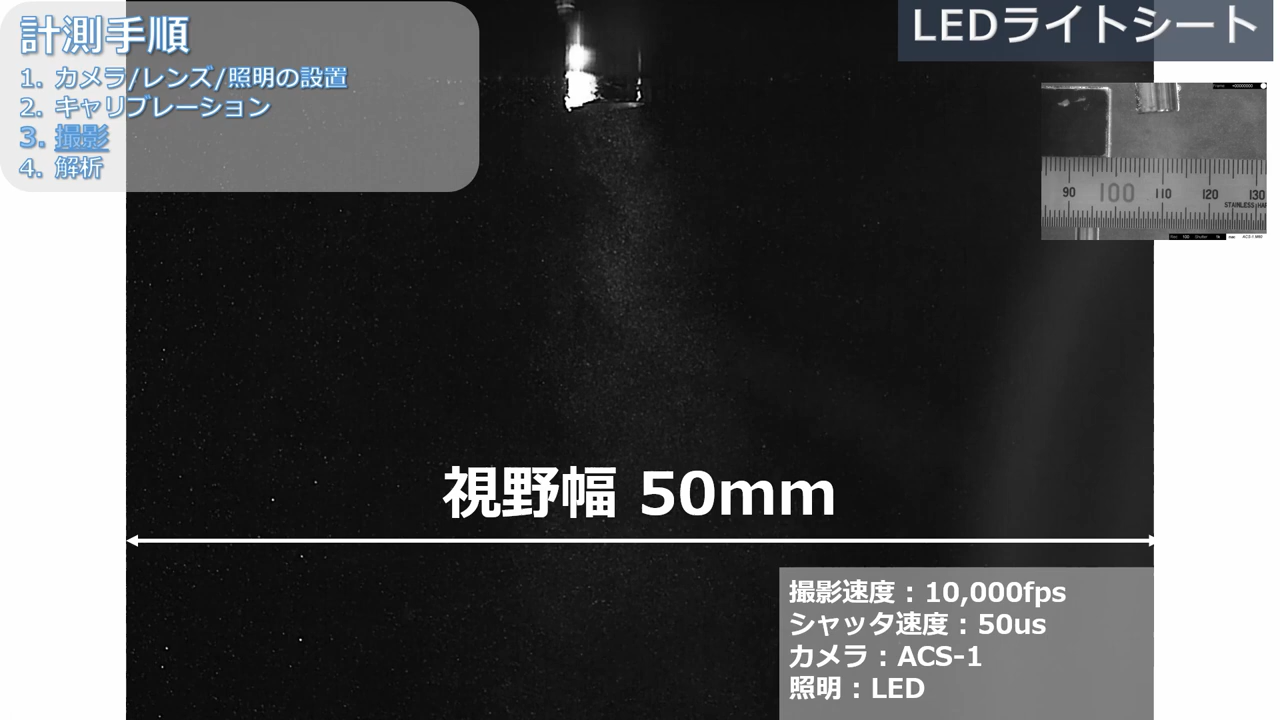 計測手順
1. カメラ/レンズ/照明の設置
2. キャリブレーション
3. 撮影
4. 解析
LEDライトシート
90 100 110 120 130
STAINLESS HA
視野幅 50mm
撮影速度：10,000fps
シャッタ速度：50us
カメラ：ACS-1
照明：LED